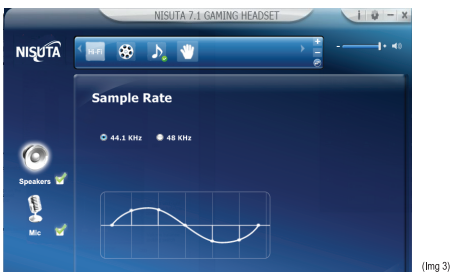 NISUTA 7.1 GAMING HEADSET
i
NISUTA
Hi-Fi
Sample Rate
44.1 KHz 48 KHz
Speakers
Mic
(Img 3)